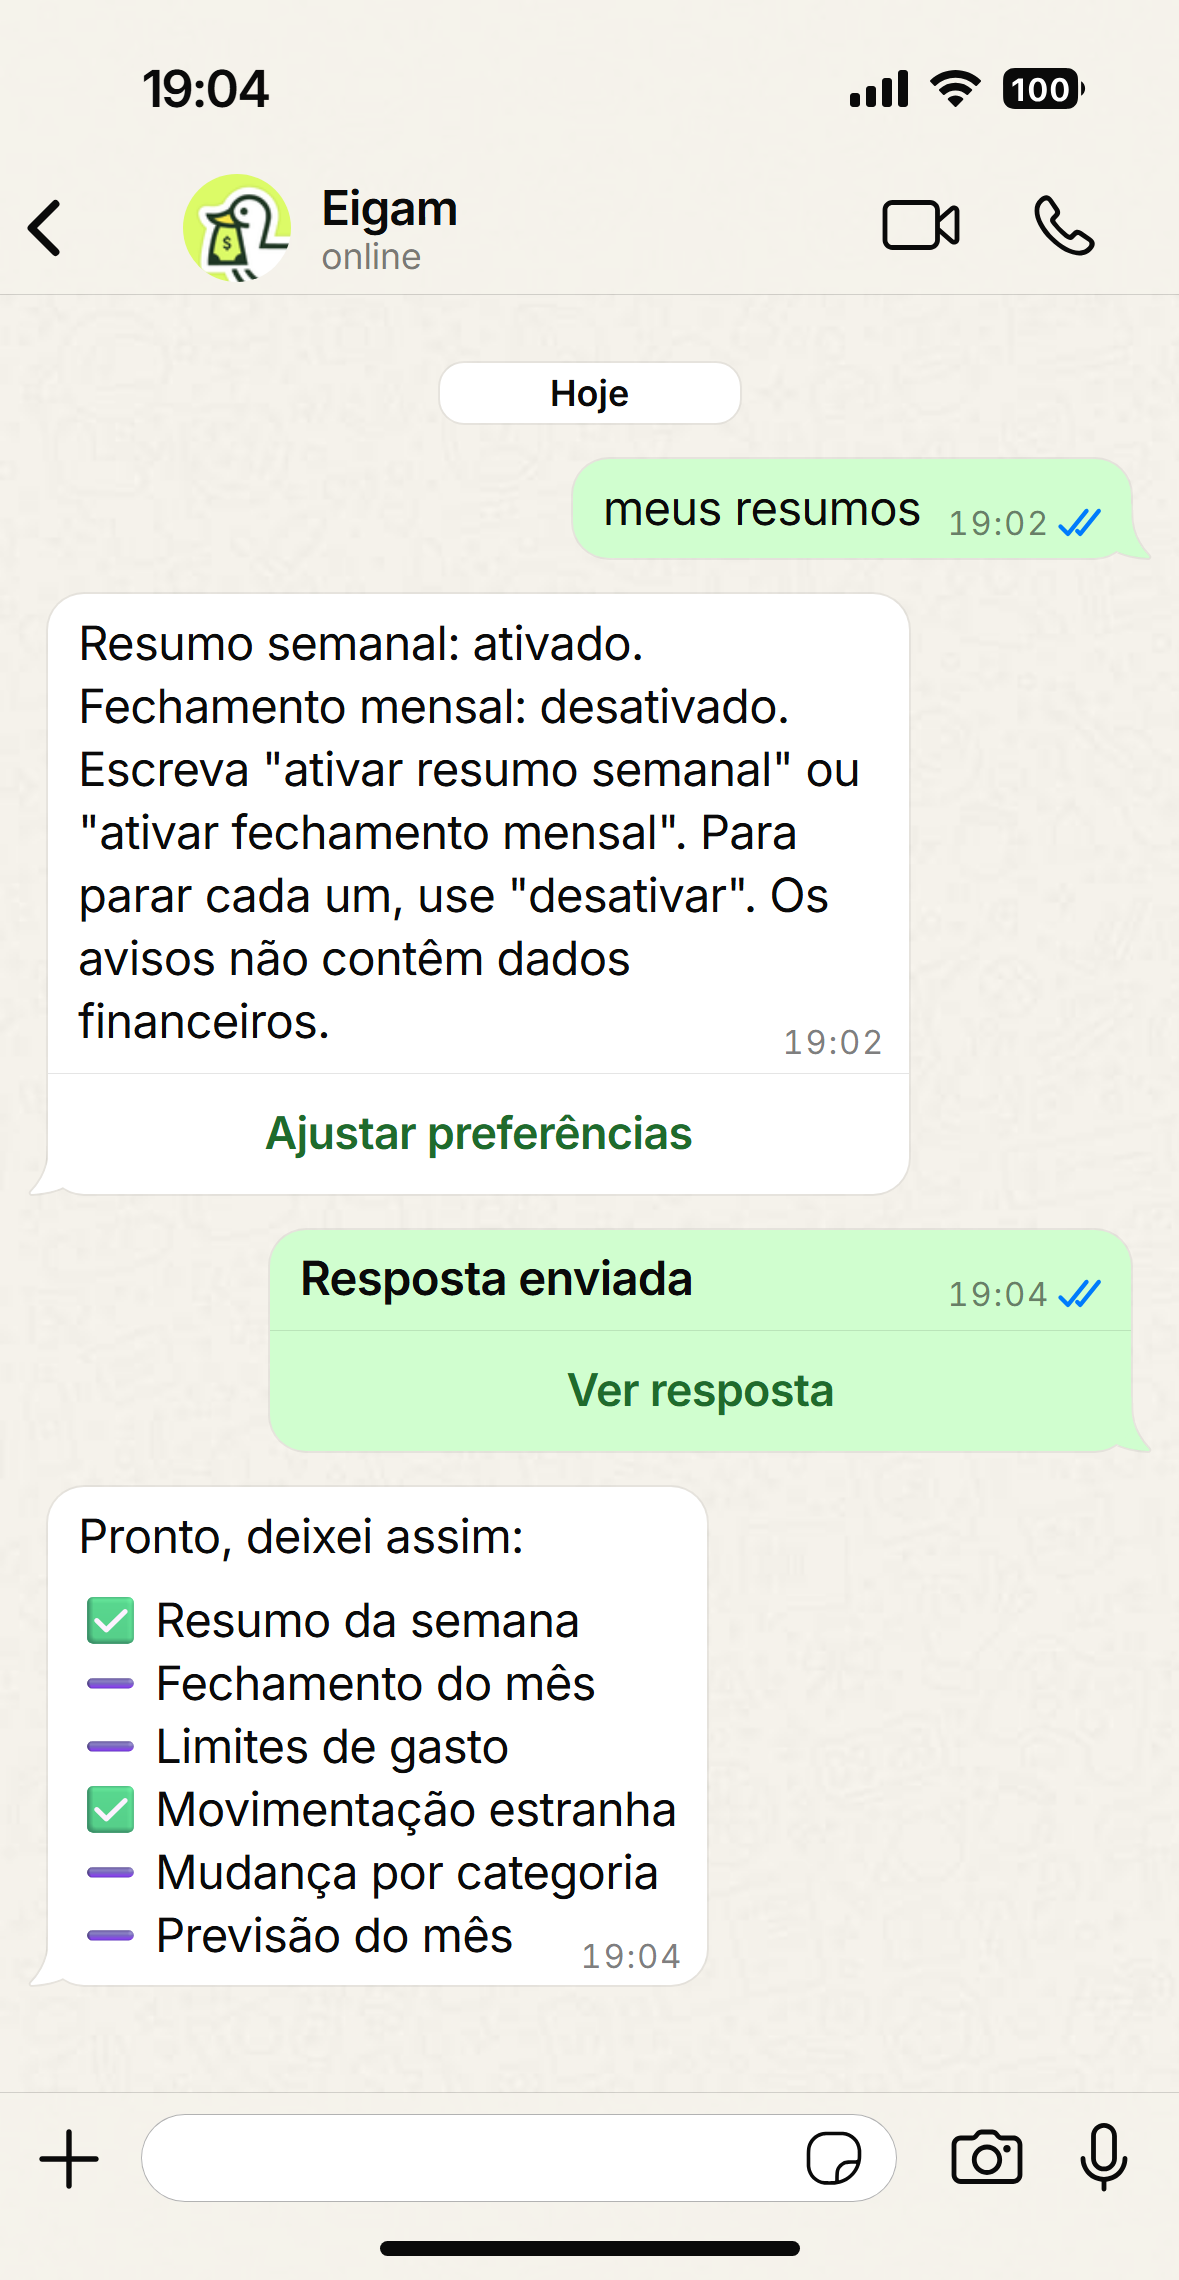 19:04
100
Eigam
online
Hoje
meus resumos 19:02
Resumo semanal: ativado.
Fechamento mensal: desativado.
Escreva "ativar resumo semanal" ou
"ativar fechamento mensal". Para
parar cada um, use "desativar". Os
avisos não contêm dados
financeiros.
19:02
Ajustar preferências
Resposta enviada 19:04
Ver resposta
Pronto, deixei assim:
✅ Resumo da semana
➖ Fechamento do mês
➖ Limites de gasto
✅ Movimentação estranha
➖ Mudança por categoria
➖ Previsão do mês
19:04